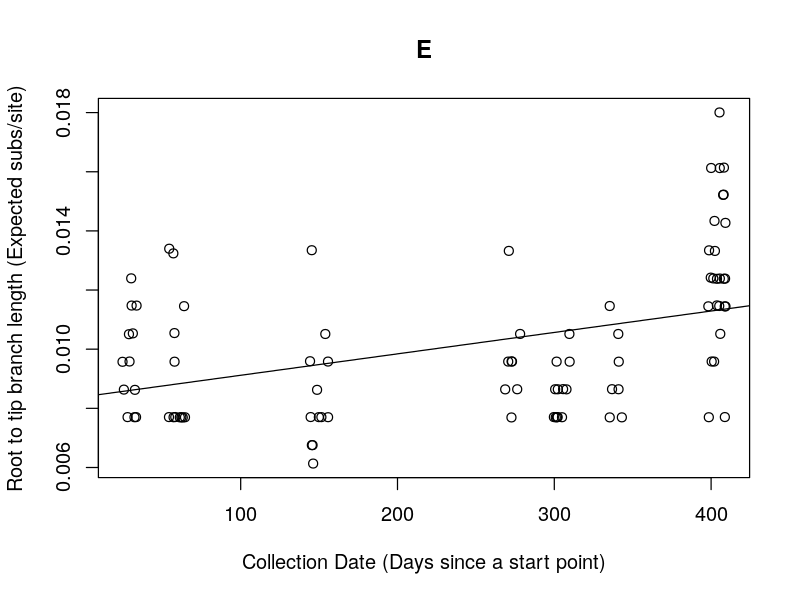 E
Root to tip branch length (Expected subs/site)
0.018
0.014
0.010
0.006
100 200 300 400
Collection Date (Days since a start point)